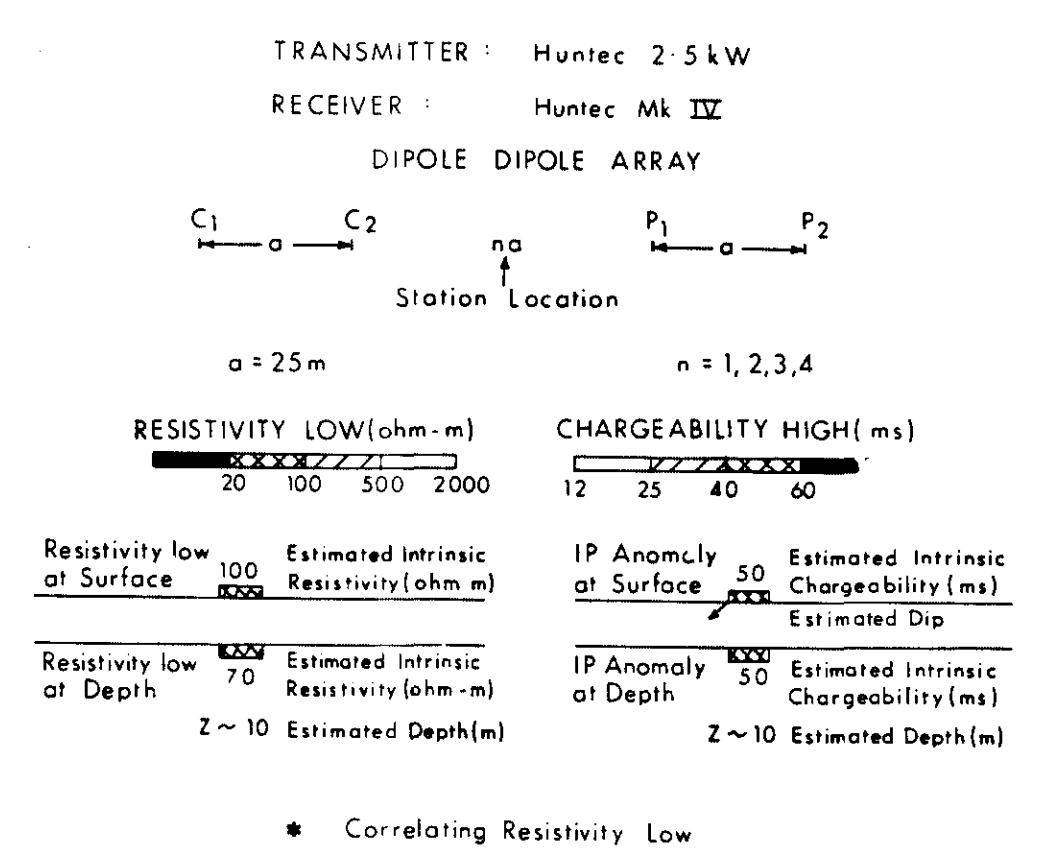 TRANSMITTER : Huntec 2·5 kW
RECEIVER : Huntec Mk IV
DIPOLE DIPOLE ARRAY
C1 C2 P1 P2
a na a
Station Location
a = 25m n = 1, 2, 3, 4
RESISTIVITY LOW (ohm-m)
20 100 500 2000
CHARGEABILITY HIGH ( ms)
12 25 40 60
Resistivity low at Surface
100
Estimated Intrinsic
Resistivity (ohm m)
Resistivity low
at Depth
70
Estimated Intrinsic
Resistivity (ohm-m)
Z ~ 10 Estimated Depth (m)
IP Anomaly
at Surface
50
Estimated Intrinsic
Chargeability (ms)
Estimated Dip
IP Anomaly
at Depth
50
Estimated Intrinsic
Chargeability (ms)
Z ~ 10 Estimated Depth (m)
* Correlating Resistivity Low